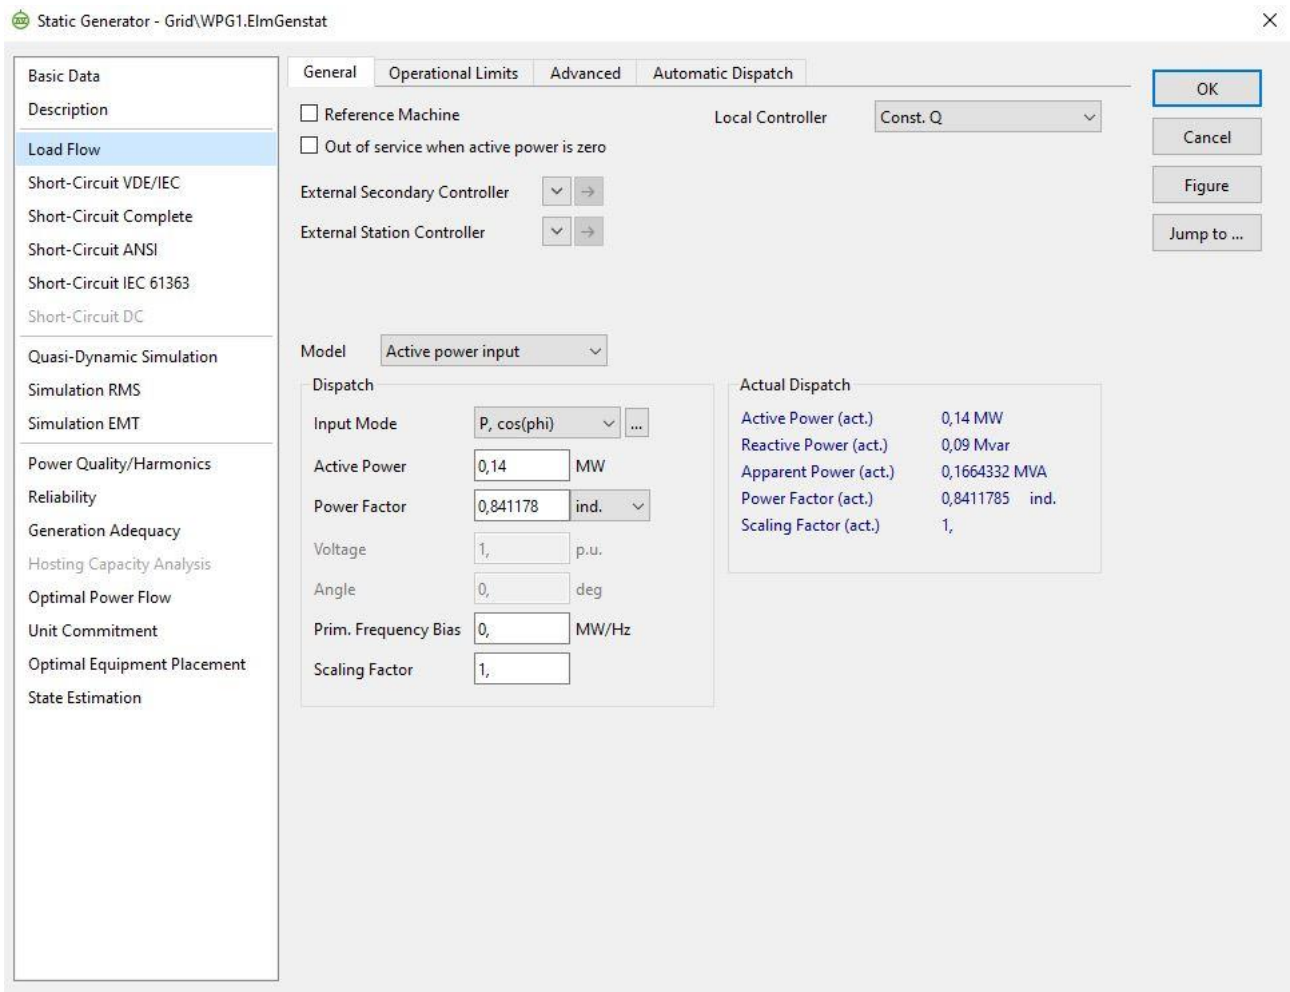 Static Generator - Grid\WPG1.ElmGenstat
Basic Data
Description
Load Flow
Short-Circuit VDE/IEC
Short-Circuit Complete
Short-Circuit ANSI
Short-Circuit IEC 61363
Short-Circuit DC
Quasi-Dynamic Simulation
Simulation RMS
Simulation EMT
Power Quality/Harmonics
Reliability
Generation Adequacy
Hosting Capacity Analysis
Optimal Power Flow
Unit Commitment
Optimal Equipment Placement
State Estimation
General Operational Limits Advanced Automatic Dispatch
Reference Machine
Local Controller Const. Q
Out of service when active power is zero
External Secondary Controller
External Station Controller
Model Active power input
Dispatch
Input Mode P, cos(phi) ...
Active Power 0,14 MW
Power Factor 0,841178 ind.
Voltage 1, p.u.
Angle 0, deg
Prim. Frequency Bias 0, MW/Hz
Scaling Factor 1,
Actual Dispatch
Active Power (act.) 0,14 MW
Reactive Power (act.) 0,09 Mvar
Apparent Power (act.) 0,1664332 MVA
Power Factor (act.) 0,8411785 ind.
Scaling Factor (act.) 1,
OK
Cancel
Figure
Jump to ...